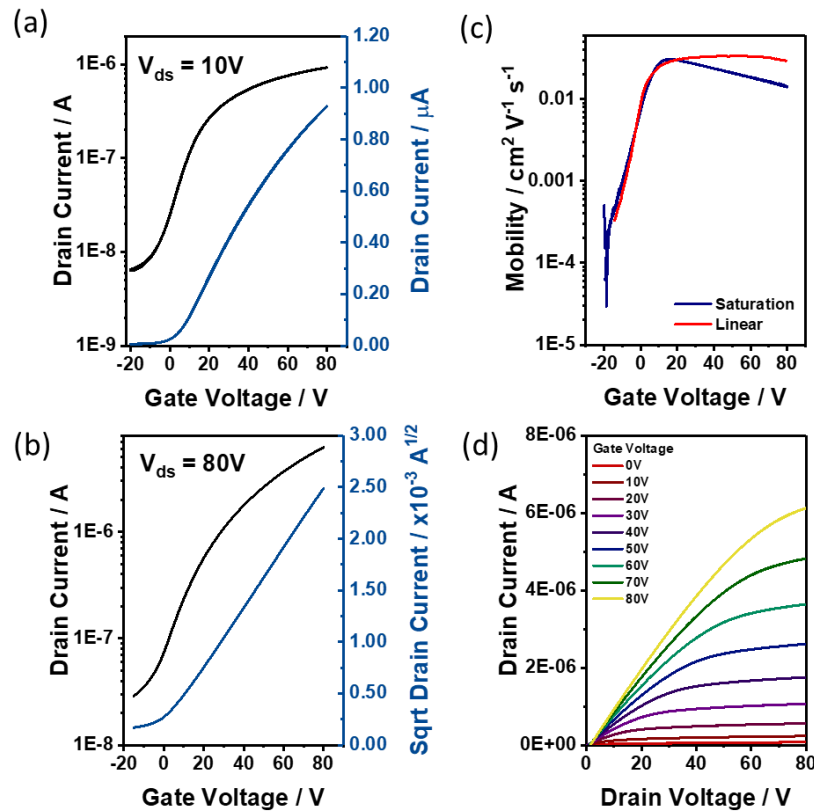 (a)
V_ds = 10V
Drain Current / A
1E-6
1E-7
1E-8
1E-9
-20 0 20 40 60 80
Gate Voltage / V
1.20
1.00
0.80
0.60
0.40
0.20
0.00
Drain Current / μA
(c)
Mobility / cm² V⁻¹ s⁻¹
0.01
0.001
1E-4
1E-5
Saturation
Linear
-40 -20 0 20 40 60 80
Gate Voltage / V
(b)
V_ds = 80V
Drain Current / A
1E-6
1E-7
1E-8
0 20 40 60 80
Gate Voltage / V
3.00
2.50
2.00
1.50
1.00
0.50
0.00
Sqrt Drain Current / x10⁻³ A^1/2
(d)
Drain Current / A
8E-06
6E-06
4E-06
2E-06
0E+00
Gate Voltage
0V
10V
20V
30V
40V
50V
60V
70V
80V
0 20 40 60 80
Drain Voltage / V